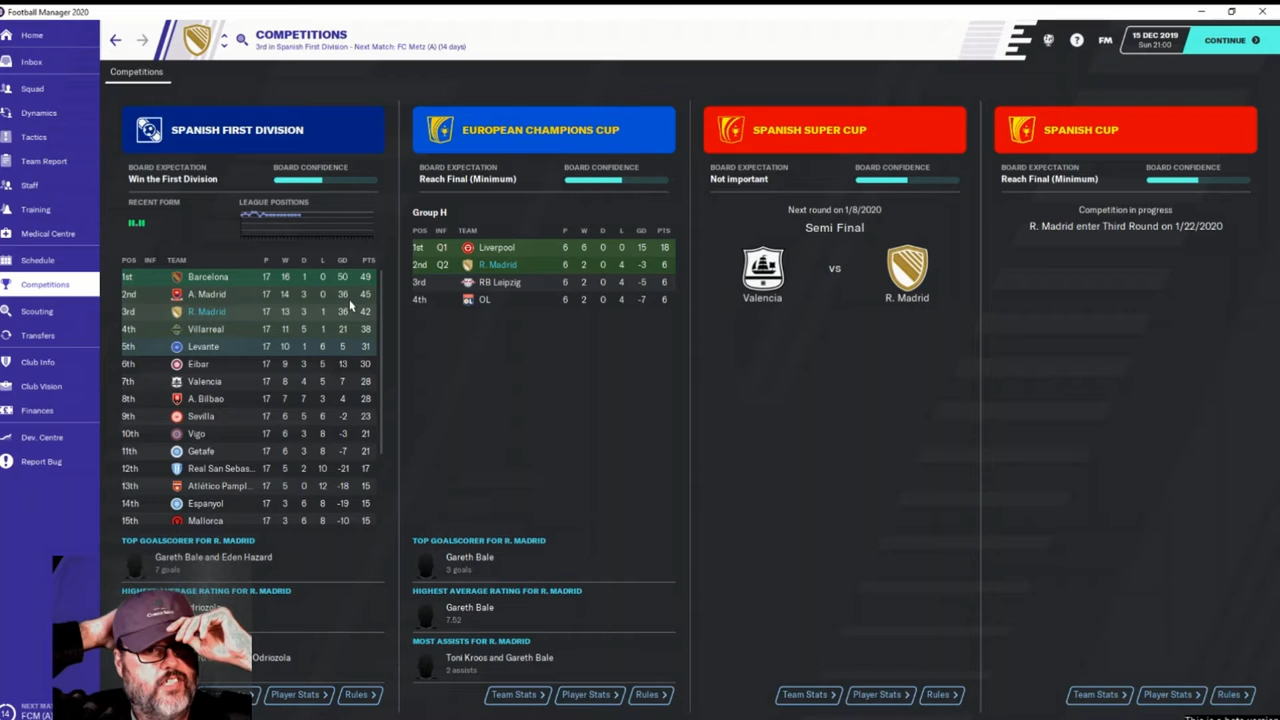 Football Manager 2020
Home
Inbox
Squad
Dynamics
Tactics
Team Report
Staff
Training
Medical Centre
Schedule
Competitions
Scouting
Transfers
Club Info
Club Vision
Finances
Dev. Centre
Report Bug
NEXT MA
14 FCM (A)
COMPETITIONS
3rd in Spanish First Division - Next Match: FC Metz (A) (14 days)
? FM 15 DEC 2019 Sun 21:00 CONTINUE
Competitions
SPANISH FIRST DIVISION
BOARD EXPECTATION BOARD CONFIDENCE
Win the First Division
RECENT FORM LEAGUE POSITIONS
POS INF TEAM P W D L GD PTS
1st Barcelona 17 16 1 0 50 49
2nd A. Madrid 17 14 3 0 36 45
3rd R. Madrid 17 13 3 1 36 42
4th Villarreal 17 11 5 1 21 38
5th Levante 17 10 1 6 5 31
6th Eibar 17 9 3 5 13 30
7th Valencia 17 8 4 5 7 28
8th A. Bilbao 17 7 7 3 4 28
9th Sevilla 17 6 5 6 -2 23
10th Vigo 17 6 3 8 -3 21
11th Getafe 17 6 3 8 -7 21
12th Real San Sebas... 17 5 2 10 -21 17
13th Atlético Pampl... 17 5 0 12 -18 15
14th Espanyol 17 3 6 8 -19 15
15th Mallorca 17 3 6 8 -10 15
TOP GOALSCORER FOR R. MADRID
Gareth Bale and Eden Hazard
7 goals
HIGHEST AVERAGE RATING FOR R. MADRID
Odriozola
Player Stats > Rules >
EUROPEAN CHAMPIONS CUP
BOARD EXPECTATION BOARD CONFIDENCE
Reach Final (Minimum)
Group H
POS INF TEAM P W D L GD PTS
1st Q1 Liverpool 6 6 0 0 15 18
2nd Q2 R. Madrid 6 2 0 4 -3 6
3rd RB Leipzig 6 2 0 4 -5 6
4th OL 6 2 0 4 -7 6
TOP GOALSCORER FOR R. MADRID
Gareth Bale
3 goals
HIGHEST AVERAGE RATING FOR R. MADRID
Gareth Bale
7.52
MOST ASSISTS FOR R. MADRID
Toni Kroos and Gareth Bale
2 assists
Team Stats > Player Stats > Rules >
SPANISH SUPER CUP
BOARD EXPECTATION BOARD CONFIDENCE
Not important
Next round on 1/8/2020
Semi Final
vs
Valencia R. Madrid
Team Stats > Player Stats > Rules >
SPANISH CUP
BOARD EXPECTATION BOARD CONFIDENCE
Reach Final (Minimum)
Competition in progress
R. Madrid enter Third Round on 1/22/2020
Team Stats > Player Stats > Rules >